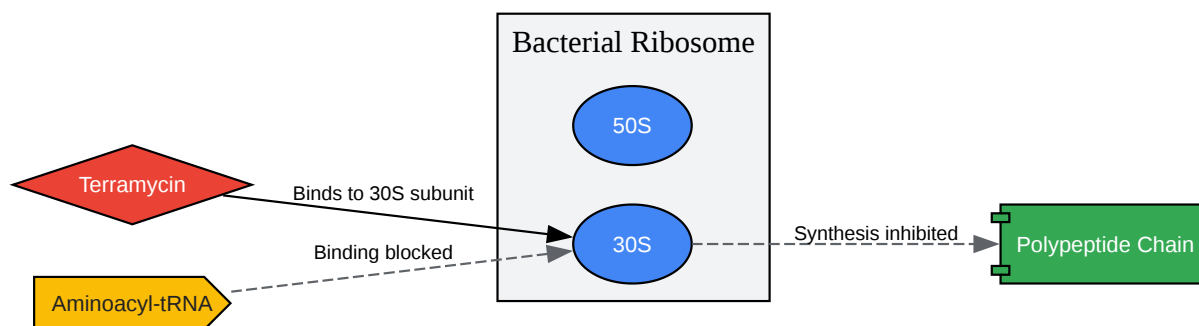 Bacterial Ribosome
50S
Terramycin
Binds to 30S subunit
30S
Synthesis inhibited
Polypeptide Chain
Binding blocked
Aminoacyl-tRNA